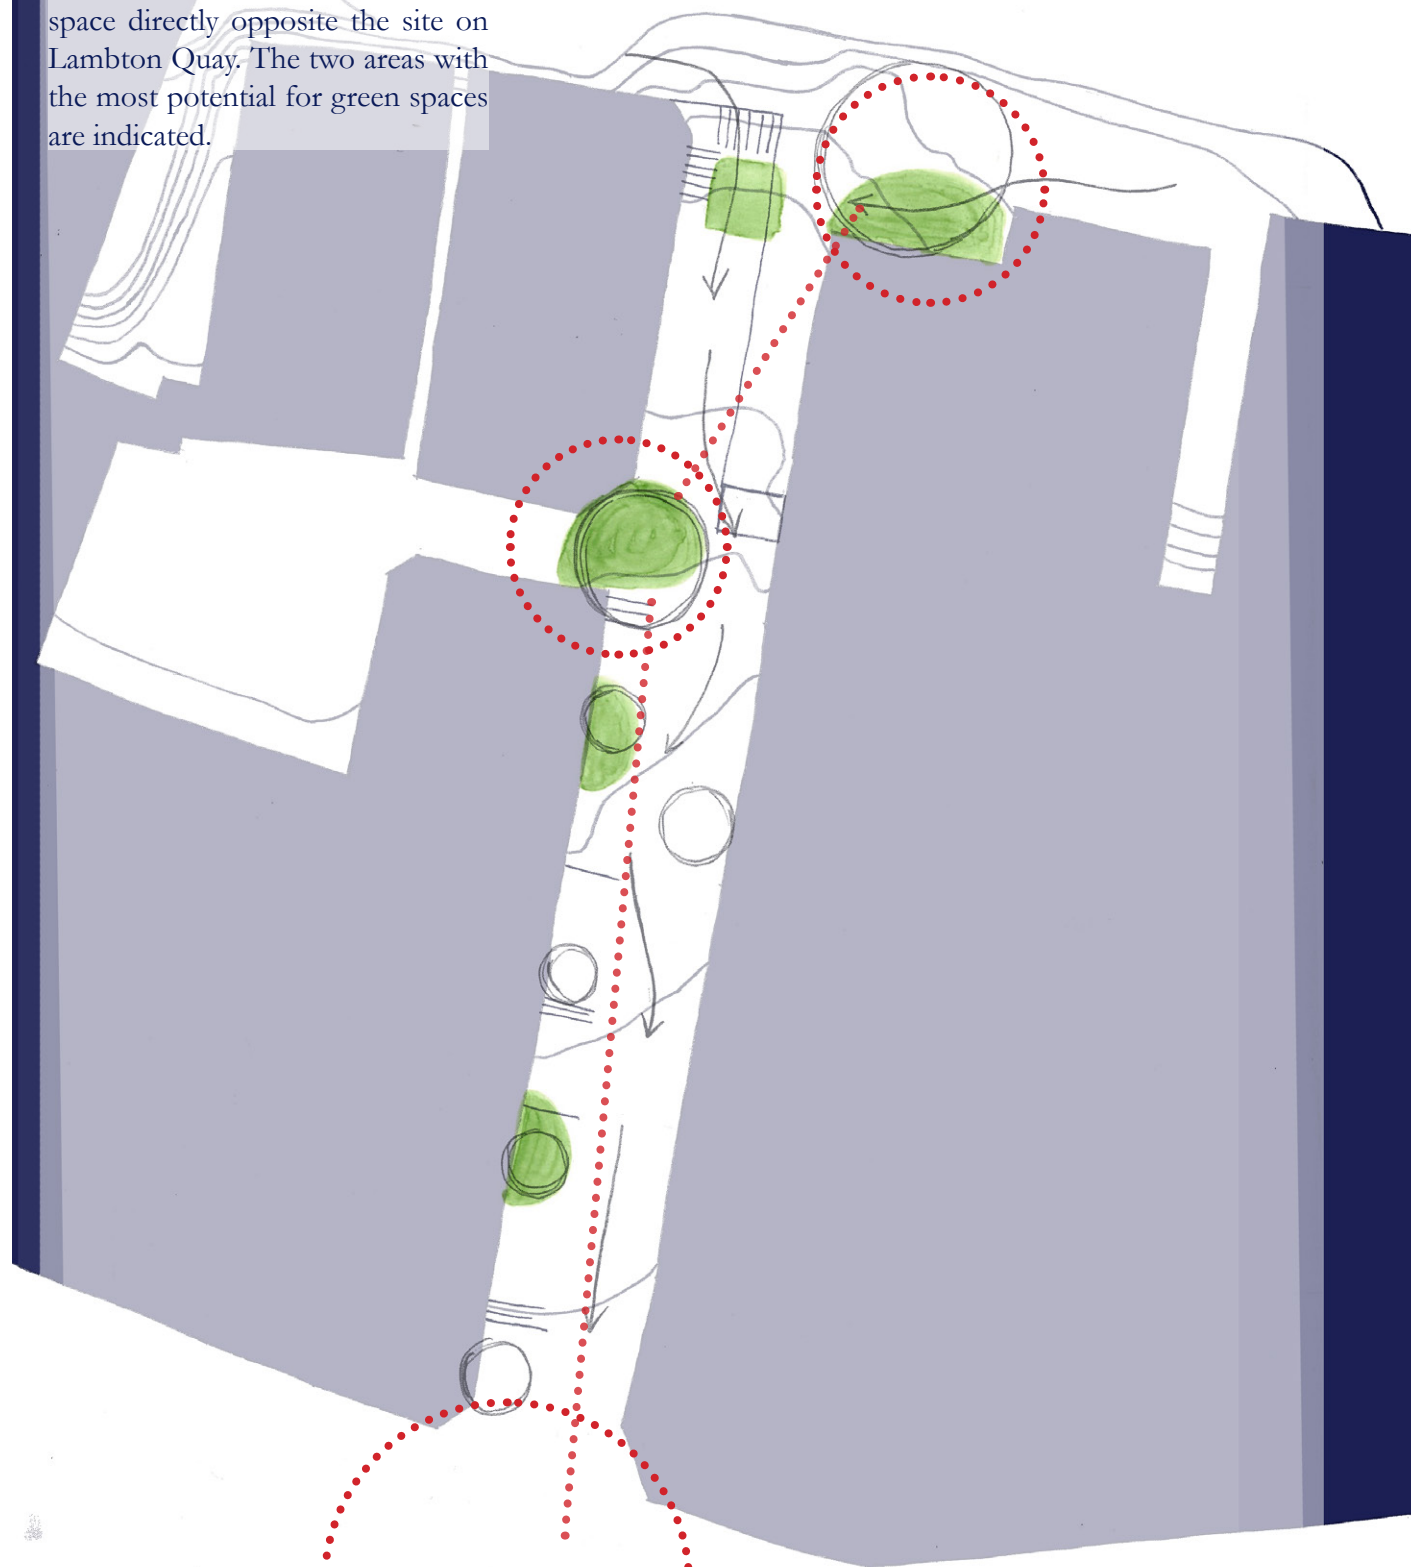 space directly opposite the site on
Lambton Quay. The two areas with
the most potential for green spaces
are indicated.